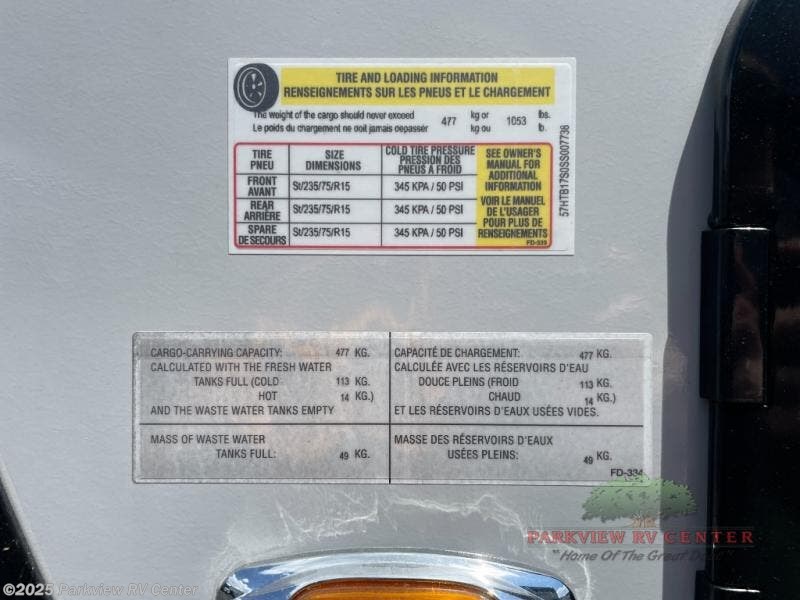 TIRE AND LOADING INFORMATION
RENSEIGNEMENTS SUR LES PNEUS ET LE CHARGEMENT
The weight of the cargo should never exceed 477 kg or 1053 lbs.
Le poids du chargement ne doit jamais depasser kg ou lb.
TIRE PNEU
SIZE DIMENSIONS
COLD TIRE PRESSURE PRESSION DES PNEUS A FROID
SEE OWNER'S
MANUAL FOR
ADDITIONAL
INFORMATION
VOIR LE MANUEL
DE L'USAGER
POUR PLUS DE
RENSEIGNEMENTS
FRONT AVANT St/235/75/R15 345 KPA / 50 PSI
REAR ARRIÈRE St/235/75/R15 345 KPA / 50 PSI
SPARE DE SECOURS St/235/75/R15 345 KPA / 50 PSI
FD-333
57HTB17S0SS007736
CARGO-CARRYING CAPACITY: 477 KG.
CALCULATED WITH THE FRESH WATER
TANKS FULL (COLD 113 KG.
HOT 14 KG.)
AND THE WASTE WATER TANKS EMPTY
MASS OF WASTE WATER
TANKS FULL: 49 KG.
CAPACITÉ DE CHARGEMENT: 477 KG.
CALCULÉE AVEC LES RÉSERVOIRS D'EAU
DOUCE PLEINS (FROID 113 KG.
CHAUD 14 KG.)
ET LES RÉSERVOIRS D'EAUX USÉES VIDES.
MASSE DES RÉSERVOIRS D'EAUX
USÉES PLEINS: 49 KG.
FD-334
PARKVIEW RV CENTER
"Home Of The Great
©2025 Parkview RV Center